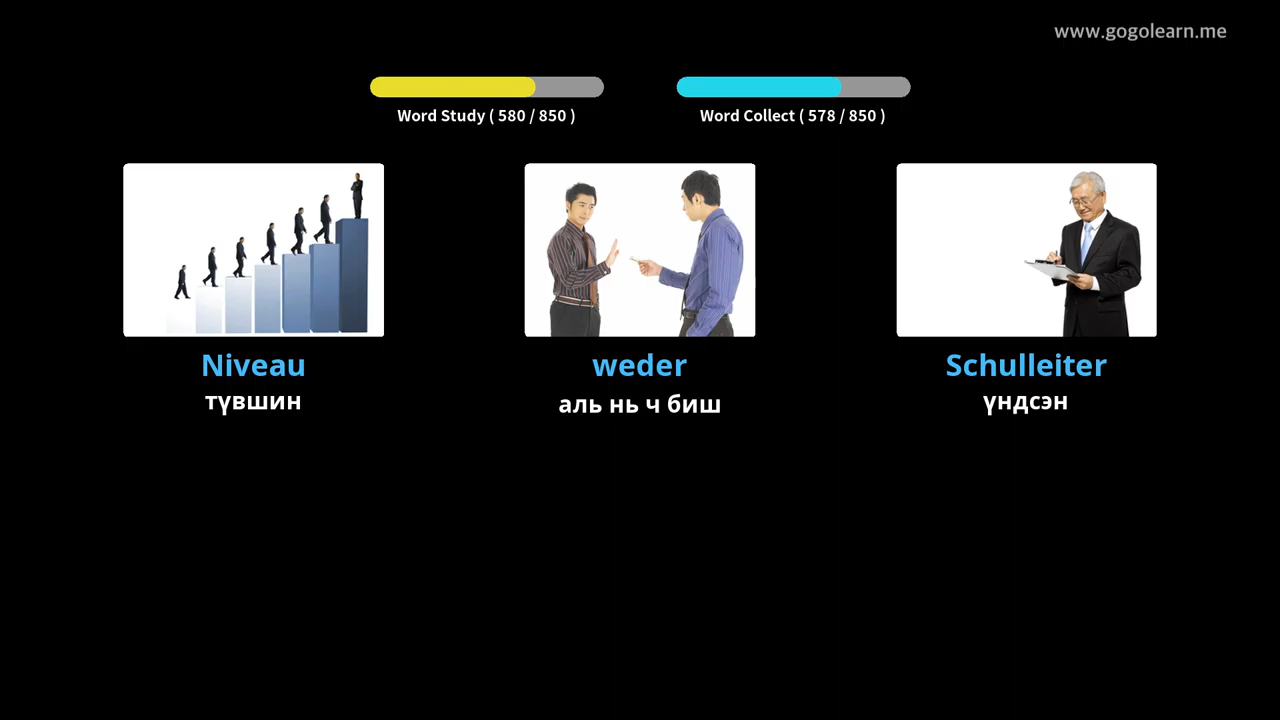 www.gogolearn.me
Word Study ( 580 / 850 )
Word Collect ( 578 / 850 )
Niveau
түвшин
weder
аль нь ч биш
Schulleiter
үндсэн